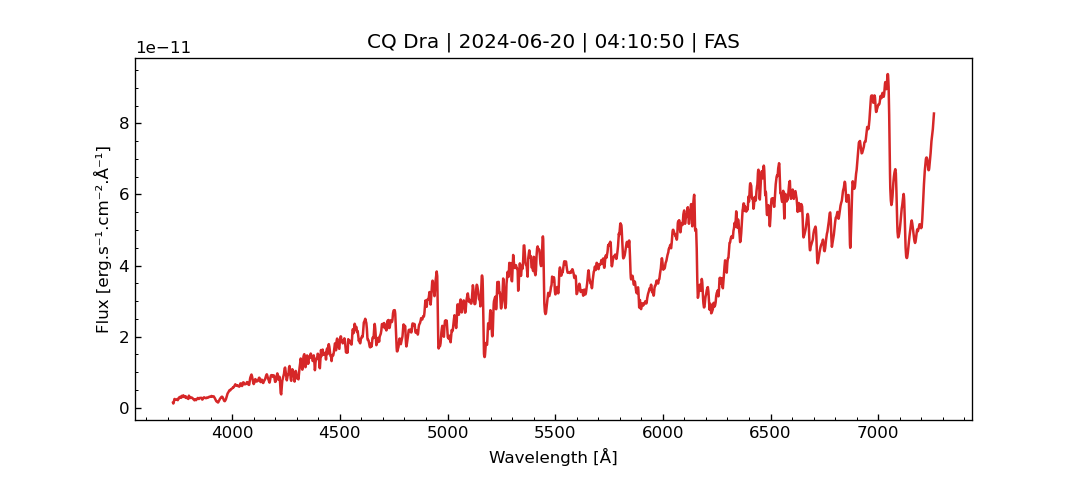 CQ Dra | 2024-06-20 | 04:10:50 | FAS
1e−11
8
6
4
2
0
Flux [erg.s⁻¹.cm⁻².Å⁻¹]
4000 4500 5000 5500 6000 6500 7000
Wavelength [Å]